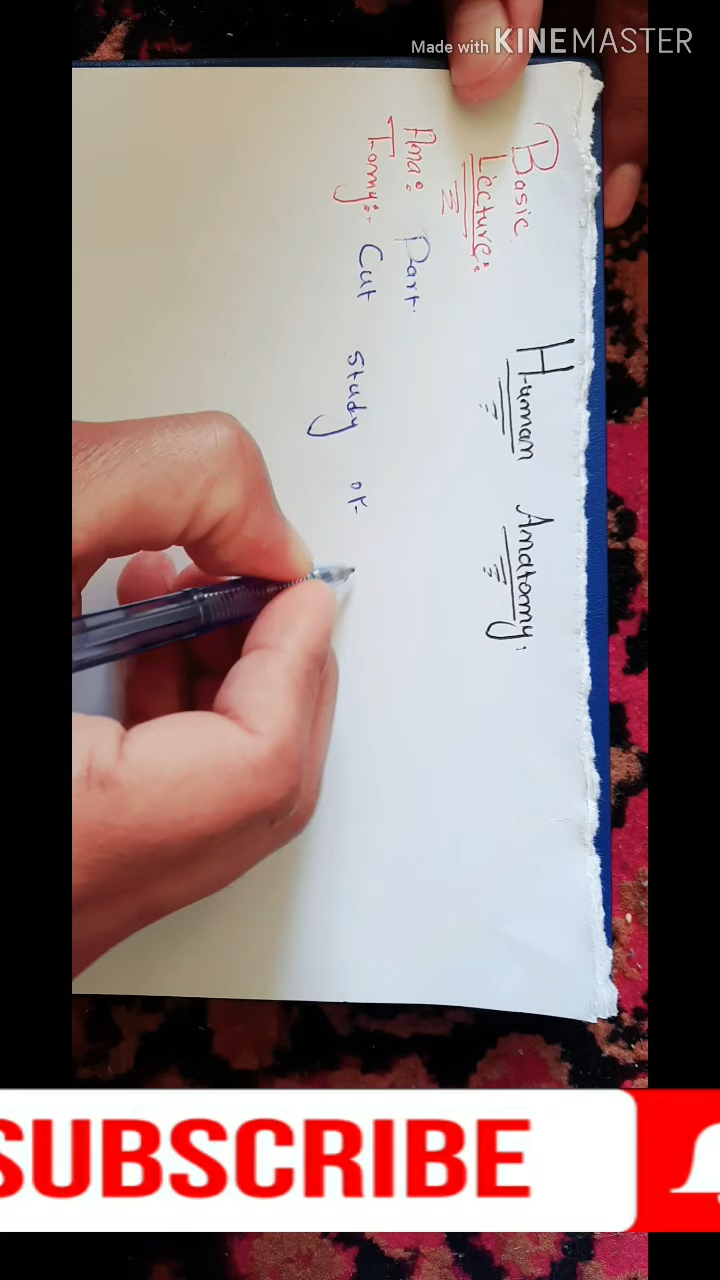 Made with KINEMASTER
Basic Human Anatomy:
Lecture:
Ana: Part.
Tomy:- Cut study of
SUBSCRIBE